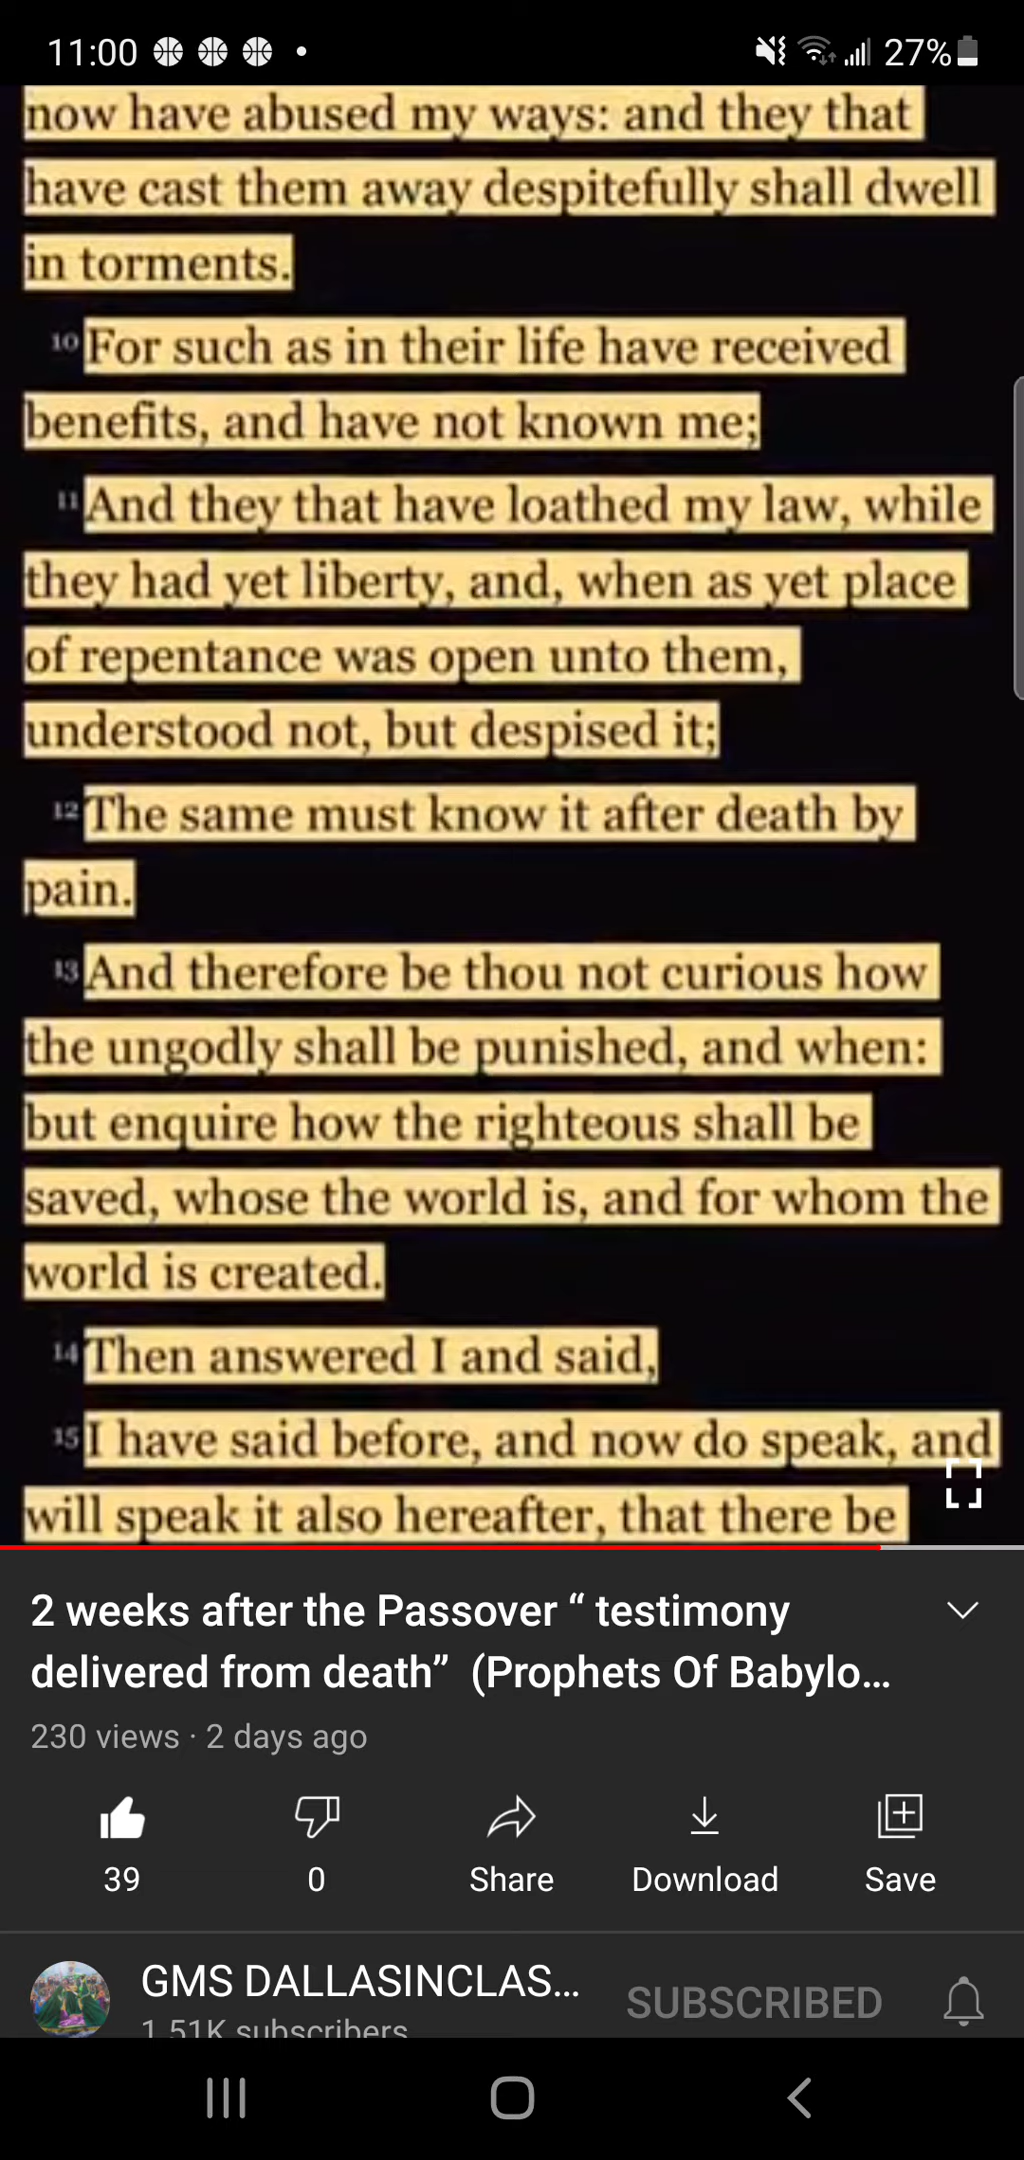 11:00 27%
now have abused my ways: and they that
have cast them away despitefully shall dwell
in torments.
10 For such as in their life have received
benefits, and have not known me;
11 And they that have loathed my law, while
they had yet liberty, and, when as yet place
of repentance was open unto them,
understood not, but despised it;
12 The same must know it after death by
pain.
13 And therefore be thou not curious how
the ungodly shall be punished, and when:
but enquire how the righteous shall be
saved, whose the world is, and for whom the
world is created.
14 Then answered I and said,
15 I have said before, and now do speak, and
will speak it also hereafter, that there be
2 weeks after the Passover “ testimony
delivered from death” (Prophets Of Babylo...
230 views · 2 days ago
39 0 Share Download Save
GMS DALLASINCLAS... SUBSCRIBED
1.51K subscribers